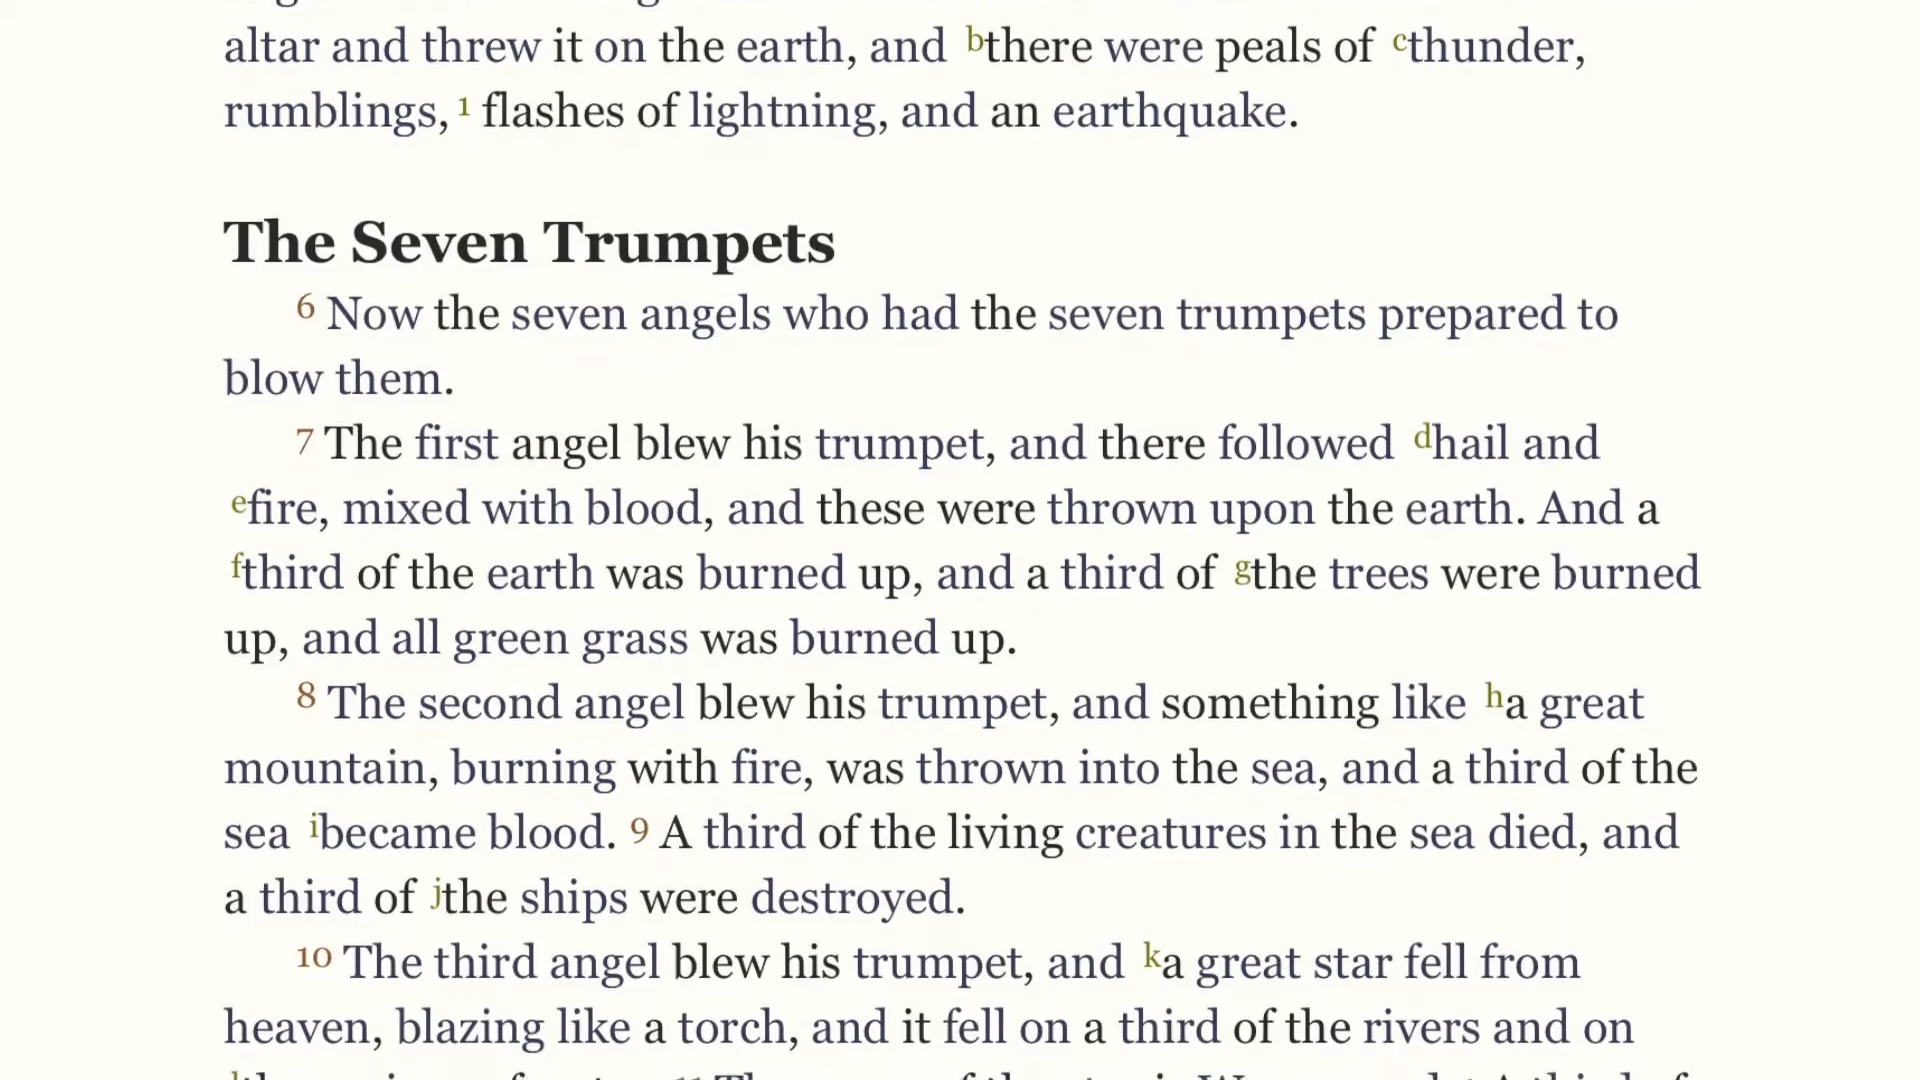 altar and threw it on the earth, and bthere were peals of cthunder,
rumblings, 1 flashes of lightning, and an earthquake.
The Seven Trumpets
6 Now the seven angels who had the seven trumpets prepared to
blow them.
7 The first angel blew his trumpet, and there followed dhail and
efire, mixed with blood, and these were thrown upon the earth. And a
fthird of the earth was burned up, and a third of gthe trees were burned
up, and all green grass was burned up.
8 The second angel blew his trumpet, and something like ha great
mountain, burning with fire, was thrown into the sea, and a third of the
sea ibecame blood. 9 A third of the living creatures in the sea died, and
a third of jthe ships were destroyed.
10 The third angel blew his trumpet, and ka great star fell from
heaven, blazing like a torch, and it fell on a third of the rivers and on